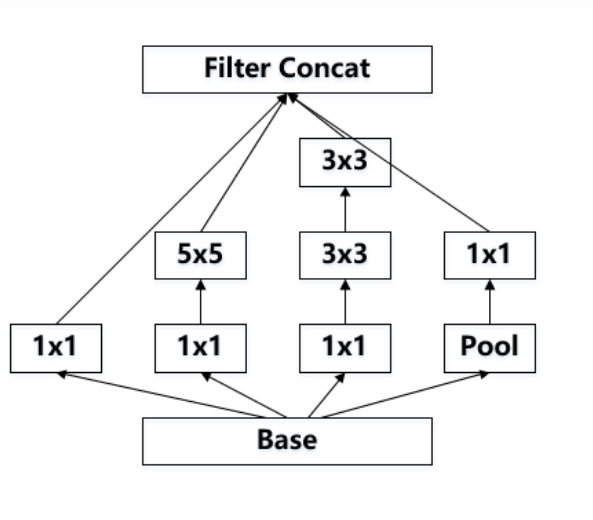 Filter Concat
3x3
5x5
3x3
1x1
1x1
1x1
1x1
Pool
Base